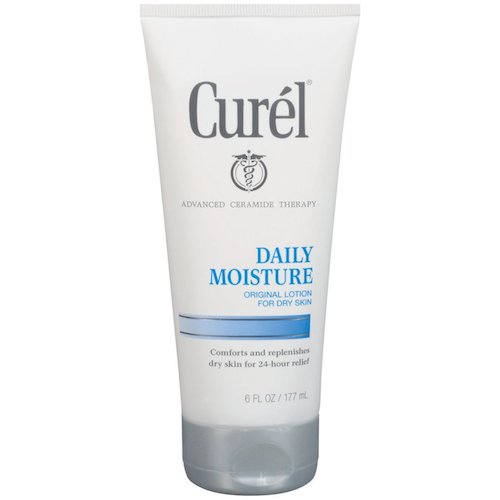 Curél®
ADVANCED CERAMIDE THERAPY
DAILY
MOISTURE
ORIGINAL LOTION
FOR DRY SKIN
Comforts and replenishes
dry skin for 24-hour relief
6 FL OZ / 177 mL